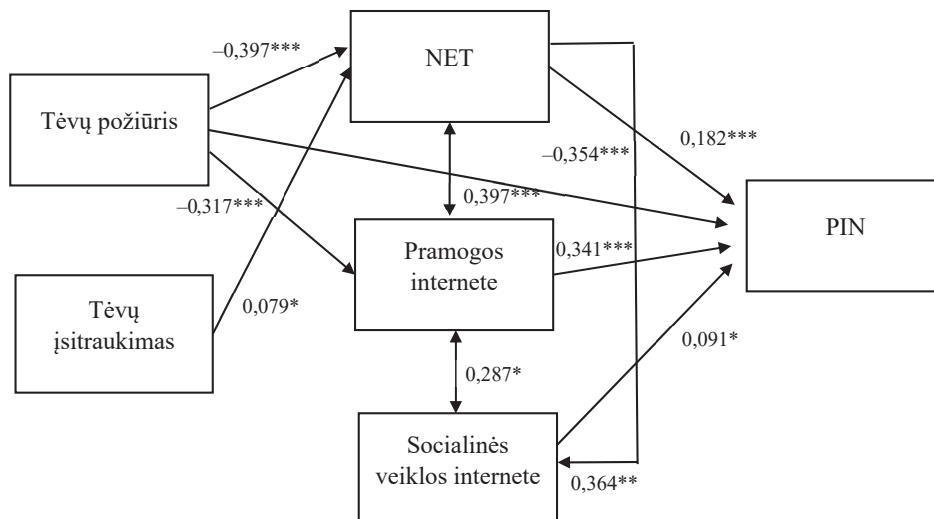 –0,397***
NET
Tėvų požiūris
–0,354***
0,182***
–0,317***
0,397***
PIN
Pramogos
internete
0,341***
Tėvų
įsitraukimas
0,079*
0,091*
0,287*
Socialinės
veiklos internete
0,364**